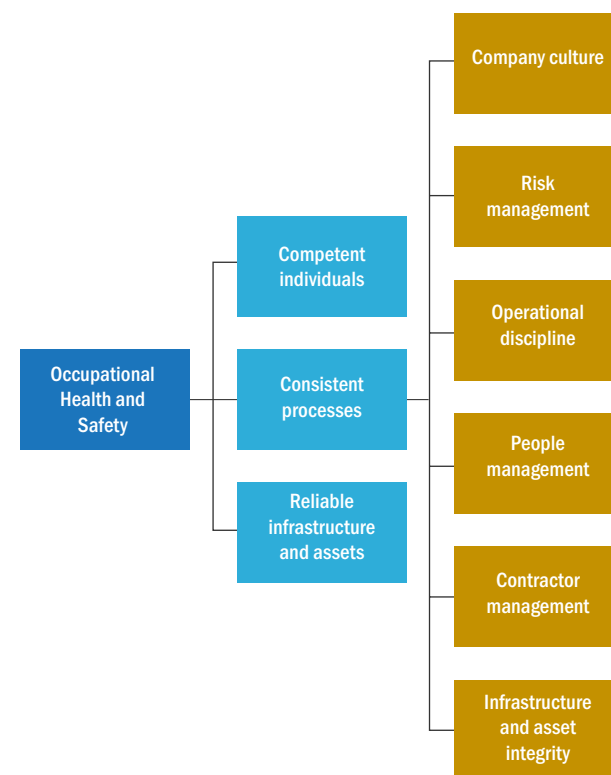 Occupational
Health and
Safety
Competent
individuals
Consistent
processes
Reliable
infrastructure
and assets
Company culture
Risk
management
Operational
discipline
People
management
Contractor
management
Infrastructure
and asset
integrity